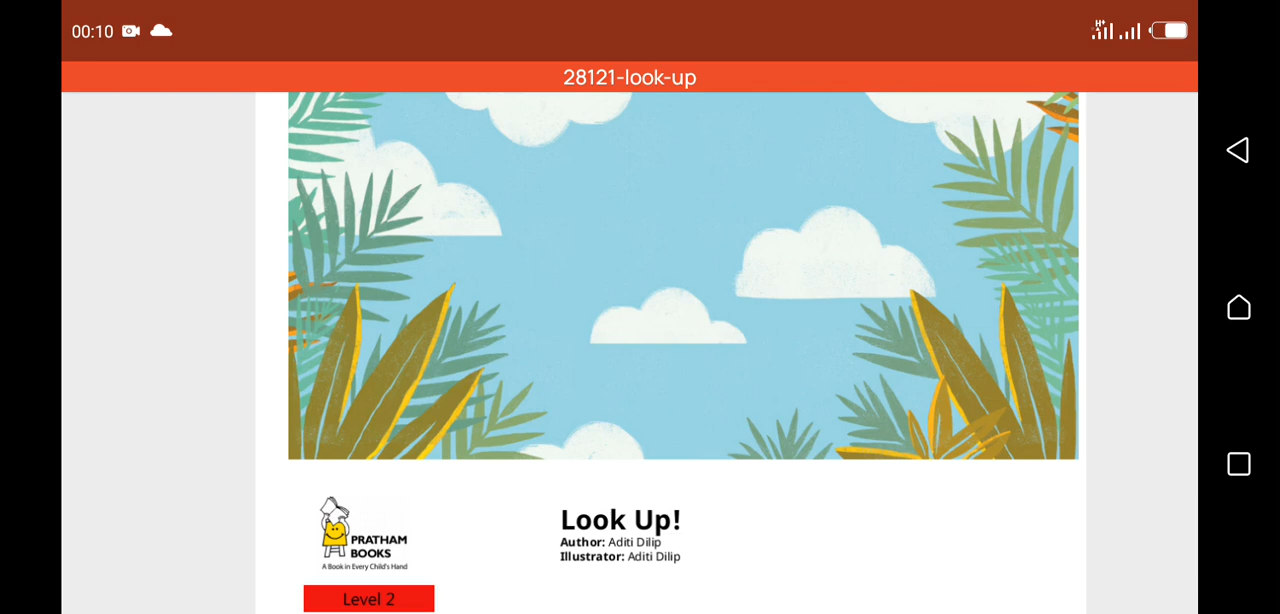 00:10
H+
28121-look-up
PRATHAM
BOOKS
A Book in Every Child's Hand
Look Up!
Author: Aditi Dilip
Illustrator: Aditi Dilip
Level 2